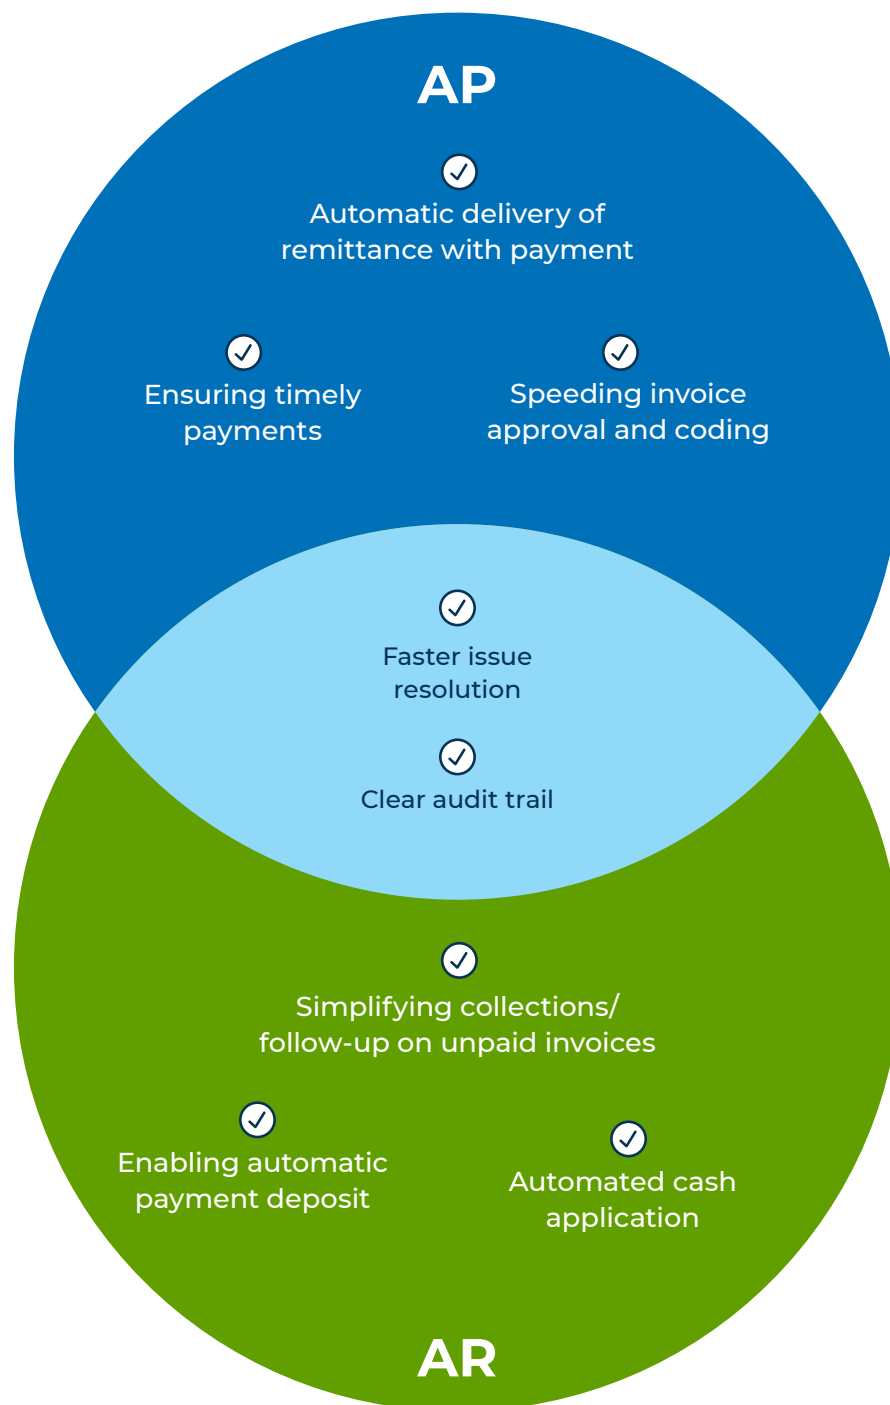 AP
Automatic delivery of
remittance with payment
Ensuring timely
payments
Speeding invoice
approval and coding
Faster issue
resolution
Clear audit trail
Simplifying collections/
follow-up on unpaid invoices
Enabling automatic
payment deposit
Automated cash
application
AR